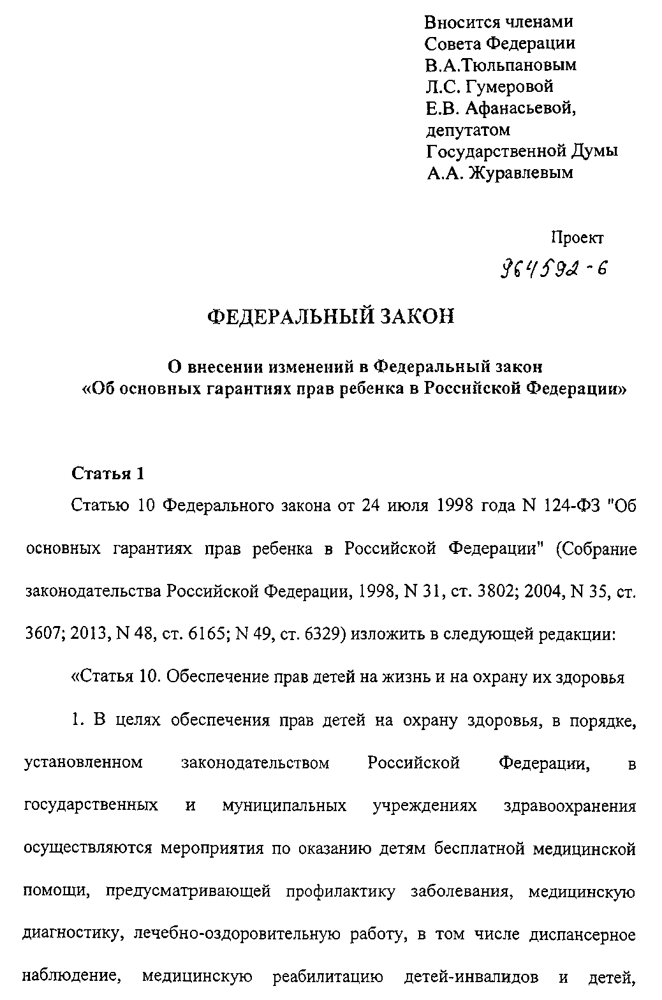 Вносится членами
Совета Федерации
В.А.Тюльпановым
Л.С. Гумеровой
Е.В. Афанасьевой,
депутатом
Государственной Думы
А.А. Журавлевым
Проект
964592-6
ФЕДЕРАЛЬНЫЙ ЗАКОН
О внесении изменений в Федеральный закон
«Об основных гарантиях прав ребенка в Российской Федерации»
Статья 1
Статью 10 Федерального закона от 24 июля 1998 года N 124-ФЗ "Об
основных гарантиях прав ребенка в Российской Федерации" (Собрание
законодательства Российской Федерации, 1998, N 31, ст. 3802; 2004, N 35, ст.
3607; 2013, N 48, ст. 6165; N 49, ст. 6329) изложить в следующей редакции:
«Статья 10. Обеспечение прав детей на жизнь и на охрану их здоровья
1. В целях обеспечения прав детей на охрану здоровья, в порядке,
установленном законодательством Российской Федерации, в
государственных и муниципальных учреждениях здравоохранения
осуществляются мероприятия по оказанию детям бесплатной медицинской
помощи, предусматривающей профилактику заболевания, медицинскую
диагностику, лечебно-оздоровительную работу, в том числе диспансерное
наблюдение, медицинскую реабилитацию детей-инвалидов и детей,